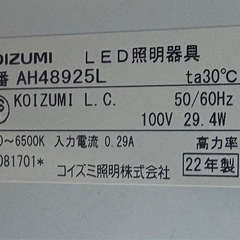 OIZUMI LED照明器具
番 AH48925L ta30℃
S KOIZUMI L.C. 50/60Hz
100V 29.4W
0～6500K 入力電流 0.29A 高力率
081701* 22年製
コイズミ照明株式会社